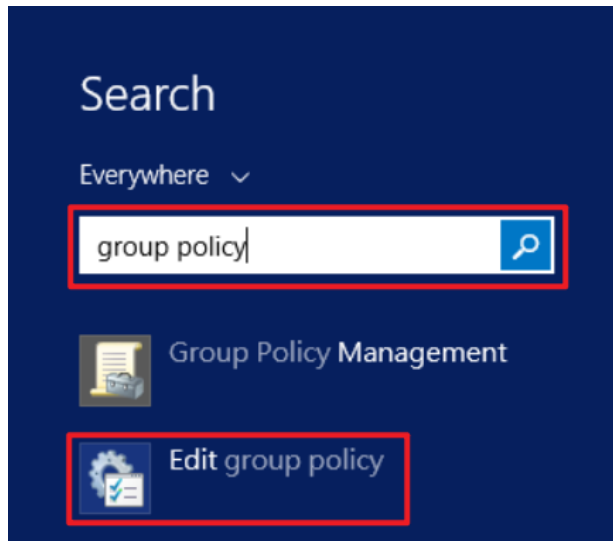 Search
Everywhere
group policy
Group Policy Management
Edit group policy